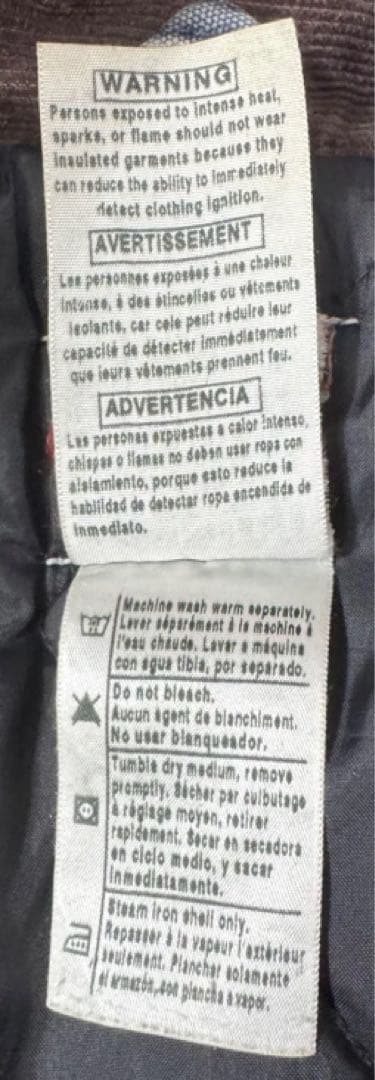 WARNING
Persons exposed to intense heat,
sparks, or flame should not wear
insulated garments because they
can reduce the ability to immediately
detect clothing ignition.
AVERTISSEMENT
Les personnes exposées à une chaleur
intense, à des étincelles ou vêtements
isolants, car cele peut réduire leur
capacité de détecter immédiatement
que leurs vêtements prennent feu.
ADVERTENCIA
Las personas expuestas a calor intenso,
chispas o llamas no deben usar ropa con
aislamiento, porque esto reduce la
habilidad de detectar ropa encendida de
inmediato.
Machine wash warm separately.
Laver séparément à la machine à
l'eau chaude. Lavar a máquina
con agua tibia, por separado.
Do not bleach.
Aucun agent de blanchiment.
No usar blanqueador.
Tumble dry medium, remove
promptly. Sécher par culbutage
à réglage moyen, retirer
rapidement. Secar en secadora
en ciclo medio, y sacar
inmediatamente.
Steam iron shell only.
Repasser à la vapeur l'extérieur
seulement. Planchar solamente
el armazón, con plancha a vapor.